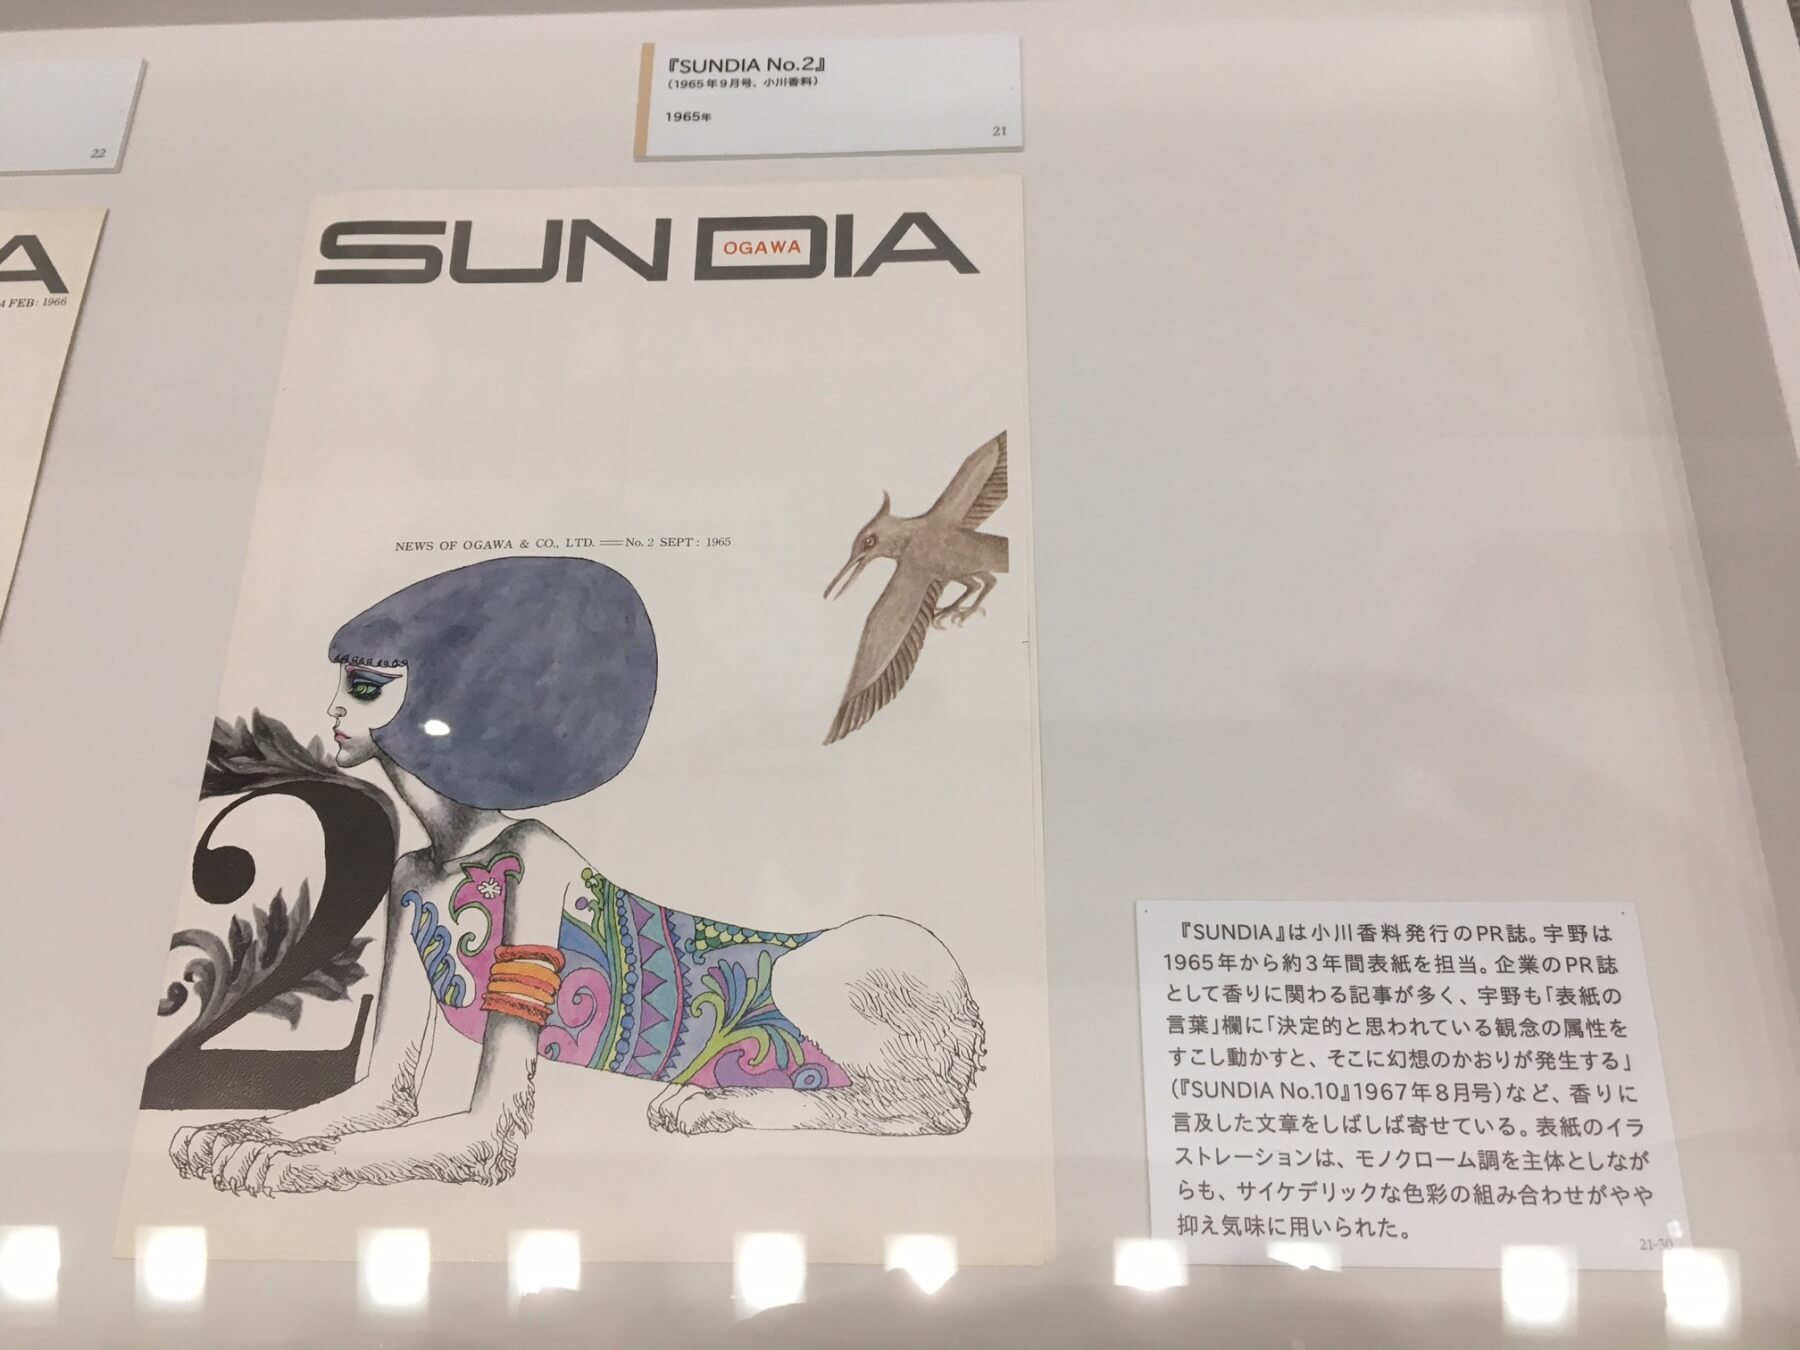 『SUNDIA No.2』
(1965年9月号、小川香料)
1965年
21
22
A
4 FEB: 1966
SUN DIA
OGAWA
NEWS OF OGAWA & CO., LTD. ══ No. 2 SEPT : 1965
2
『SUNDIA』は小川香料発行のPR誌。宇野は
1965年から約3年間表紙を担当。企業のPR誌
として香りに関わる記事が多く、宇野も「表紙の
言葉」欄に「決定的と思われている観念の属性を
すこし動かすと、そこに幻想のかおりが発生する」
(『SUNDIA No.10』1967年8月号)など、香りに
言及した文章をしばしば寄せている。表紙のイラ
ストレーションは、モノクローム調を主体としなが
らも、サイケデリックな色彩の組み合わせがやや
抑え気味に用いられた。
21-30